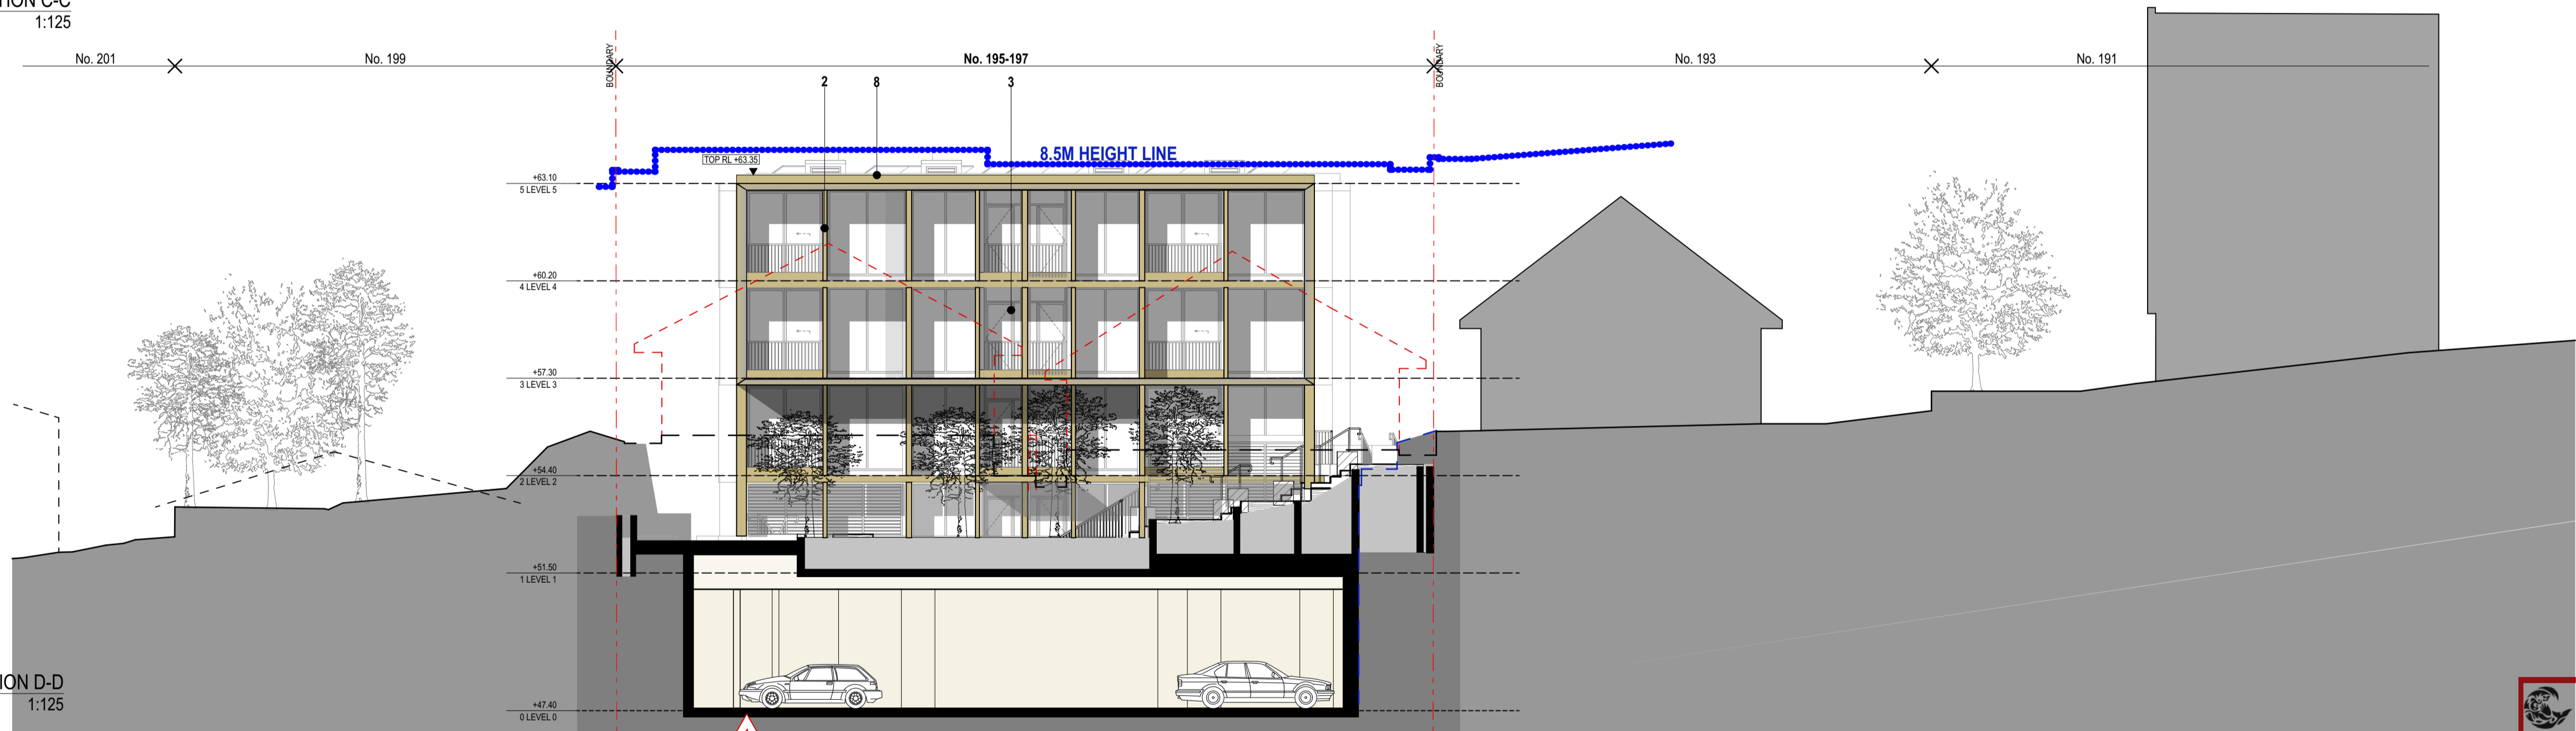 TION C-C
1:125
No. 201
No. 199
BOUNDARY
No. 195-197
BOUNDARY
No. 193
No. 191
2
8
3
TOP RL +63.35
8.5M HEIGHT LINE
+63.10
5 LEVEL 5
+60.20
4 LEVEL 4
+57.30
3 LEVEL 3
+54.40
2 LEVEL 2
+51.50
1 LEVEL 1
+47.40
0 LEVEL 0
ION D-D
1:125